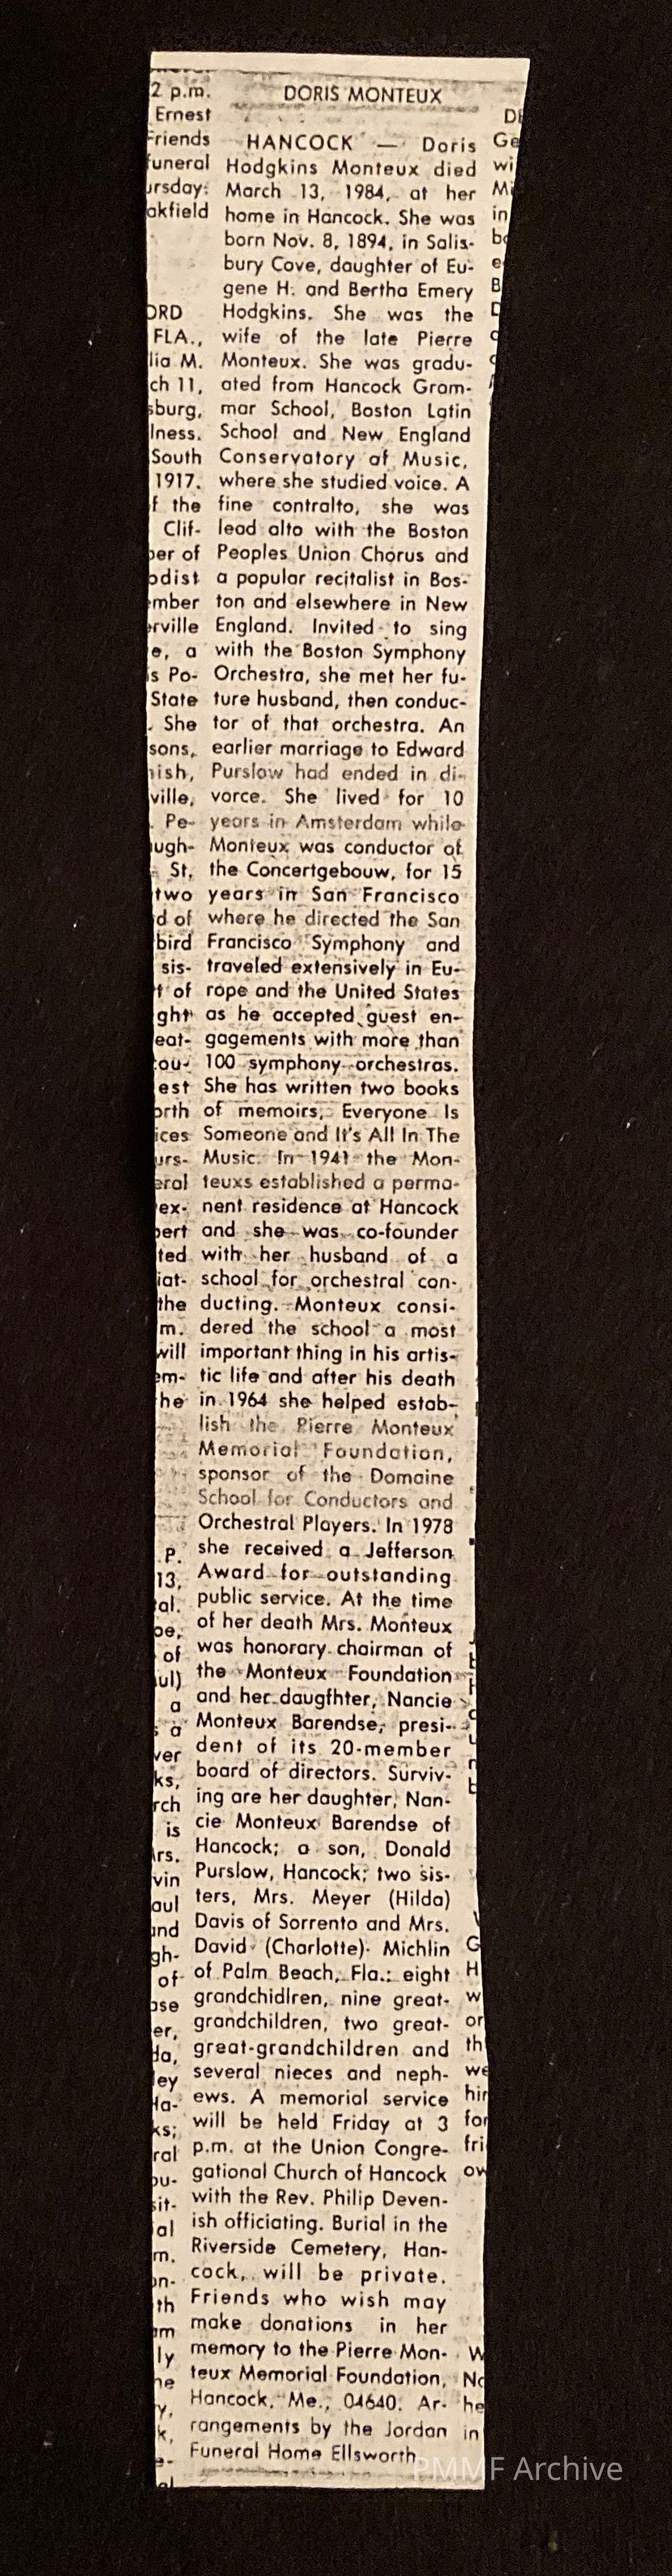 DORIS MONTEUX
HANCOCK — Doris
Hodgkins Monteux died
March 13, 1984, at her
home in Hancock. She was
born Nov. 8, 1894, in Salis-
bury Cove, daughter of Eu-
gene H. and Bertha Emery
Hodgkins. She was the
wife of the late Pierre
Monteux. She was gradu-
ated from Hancock Gram-
mar School, Boston Latin
School and New England
Conservatory of Music,
where she studied voice. A
fine contralto, she was
lead alto with the Boston
Peoples Union Chorus and
a popular recitalist in Bos-
ton and elsewhere in New
England. Invited to sing
with the Boston Symphony
Orchestra, she met her fu-
ture husband, then conduc-
tor of that orchestra. An
earlier marriage to Edward
Purslow had ended in di-
vorce. She lived for 10
years in Amsterdam while
Monteux was conductor of
the Concertgebouw, for 15
years in San Francisco
where he directed the San
Francisco Symphony and
traveled extensively in Eu-
rope and the United States
as he accepted guest en-
gagements with more than
100 symphony orchestras.
She has written two books
of memoirs, Everyone Is
Someone and It's All In The
Music. In 1941 the Mon-
teuxs established a perma-
nent residence at Hancock
and she was co-founder
with her husband of a
school for orchestral con-
ducting. Monteux consi-
dered the school a most
important thing in his artis-
tic life and after his death
in 1964 she helped estab-
lish the Pierre Monteux
Memorial Foundation,
sponsor of the Domaine
School for Conductors and
Orchestral Players. In 1978
she received a Jefferson
Award for outstanding
public service. At the time
of her death Mrs. Monteux
was honorary chairman of
the Monteux Foundation
and her daugfhter, Nancie
Monteux Barendse, presi-
dent of its 20-member
board of directors. Surviv-
ing are her daughter, Nan-
cie Monteux Barendse of
Hancock; a son, Donald
Purslow, Hancock; two sis-
ters, Mrs. Meyer (Hilda)
Davis of Sorrento and Mrs.
David (Charlotte) Michlin
of Palm Beach, Fla.; eight
grandchidlren, nine great-
grandchildren, two great-
great-grandchildren and
several nieces and neph-
ews. A memorial service
will be held Friday at 3
p.m. at the Union Congre-
gational Church of Hancock
with the Rev. Philip Deven-
ish officiating. Burial in the
Riverside Cemetery, Han-
cock, will be private.
Friends who wish may
make donations in her
memory to the Pierre Mon-
teux Memorial Foundation,
Hancock, Me., 04640. Ar-
rangements by the Jordan
Funeral Home Ellsworth.
PMMF Archive